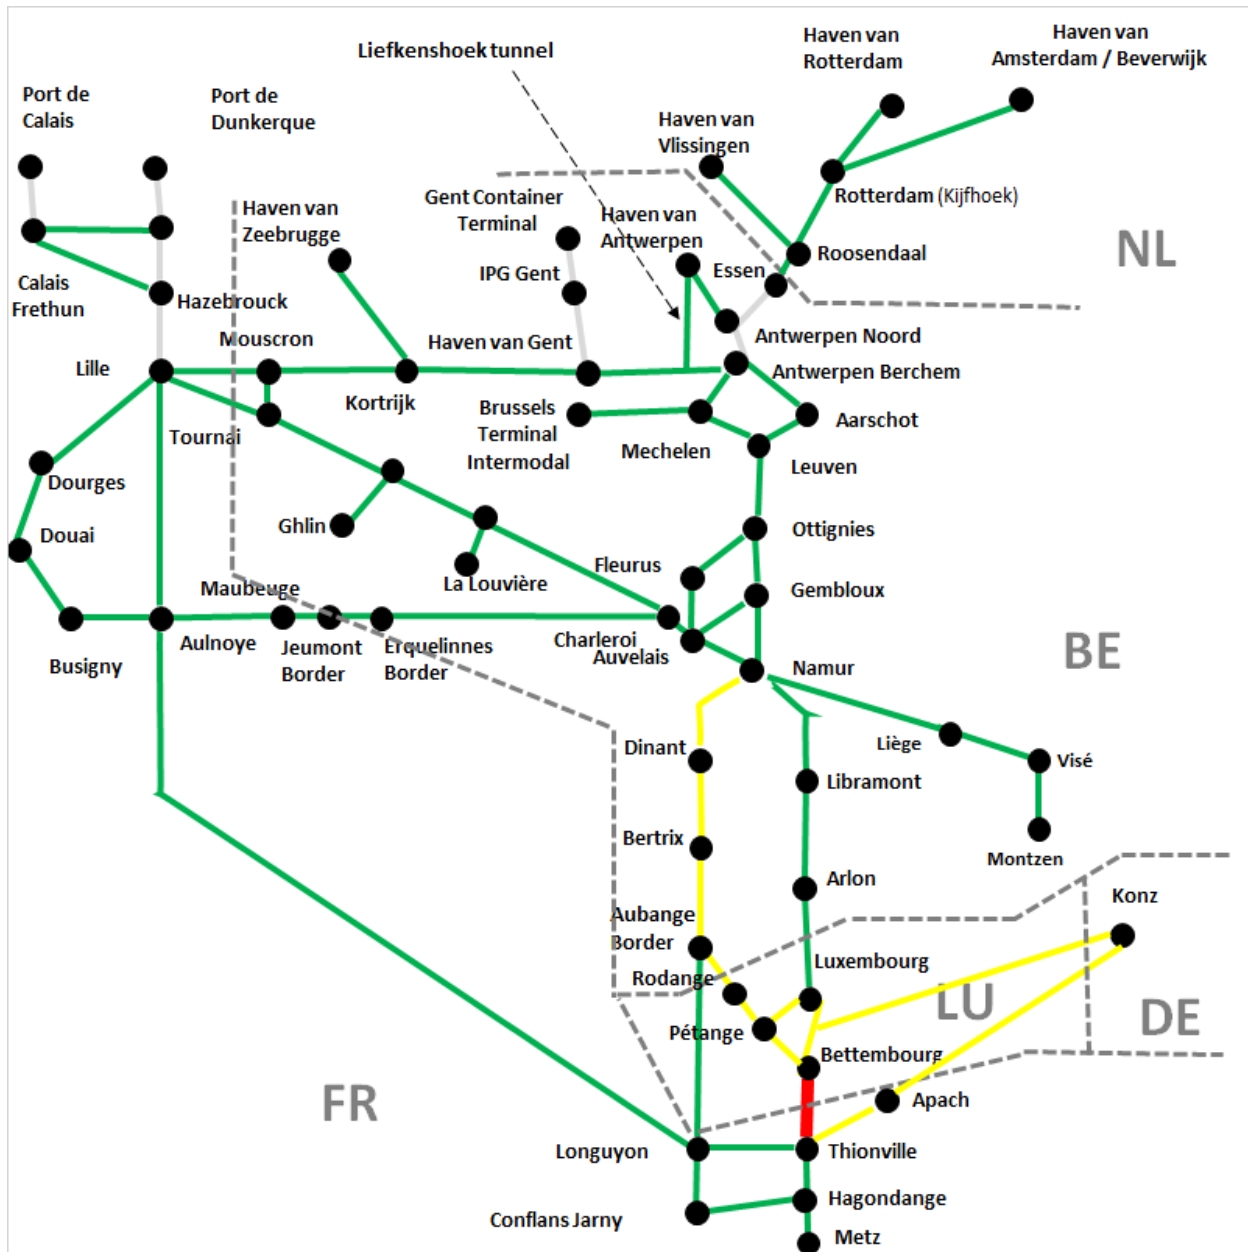 Haven van
Rotterdam
Haven van
Amsterdam / Beverwijk
Liefkenshoek tunnel
Port de
Calais
Port de
Dunkerque
Haven van
Vlissingen
Rotterdam (Kijfhoek)
Gent Container
Terminal
Haven van
Zeebrugge
Haven van
Antwerpen
NL
Roosendaal
Essen
IPG Gent
Calais
Frethun
Hazebrouck
Mouscron
Haven van Gent
Antwerpen Noord
Lille
Antwerpen Berchem
Kortrijk
Brussels
Terminal
Intermodal
Aarschot
Tournai
Mechelen
Leuven
Dourges
Ghlin
Ottignies
Douai
Fleurus
La Louvière
Gembloux
Maubeuge
Aulnoye
Jeumont
Border
Erquelinnes
Border
Charleroi
Auvelais
BE
Busigny
Namur
Dinant
Liège
Visé
Libramont
Bertrix
Montzen
Arlon
Konz
Aubange
Border
Luxembourg
Rodange
LU
DE
Pétange
Bettembourg
FR
Apach
Longuyon
Thionville
Hagondange
Conflans Jarny
Metz